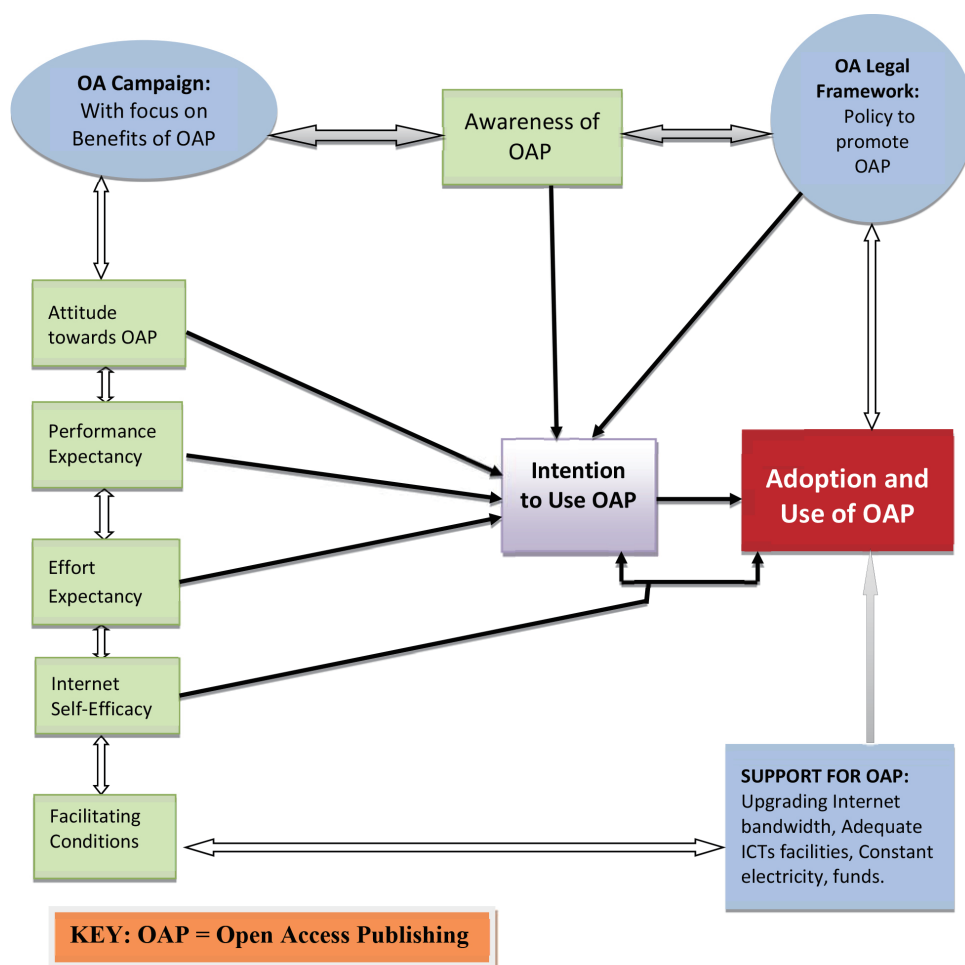 OA Campaign:
With focus on
Benefits of OAP
Awareness of
OAP
OA Legal
Framework:
Policy to
promote
OAP
Attitude
towards OAP
Performance
Expectancy
Intention
to Use OAP
Adoption and
Use of OAP
Effort
Expectancy
Internet
Self-Efficacy
Facilitating
Conditions
SUPPORT FOR OAP:
Upgrading Internet
bandwidth, Adequate
ICTs facilities, Constant
electricity, funds.
KEY: OAP = Open Access Publishing